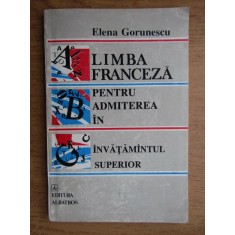 Elena Gorunescu
A LIMBA
FRANCEZĂ
B PENTRU
ADMITEREA
ÎN
C c
ÎNVĂȚĂMÎNTUL
SUPERIOR
A
EDITURA
ALBATROS